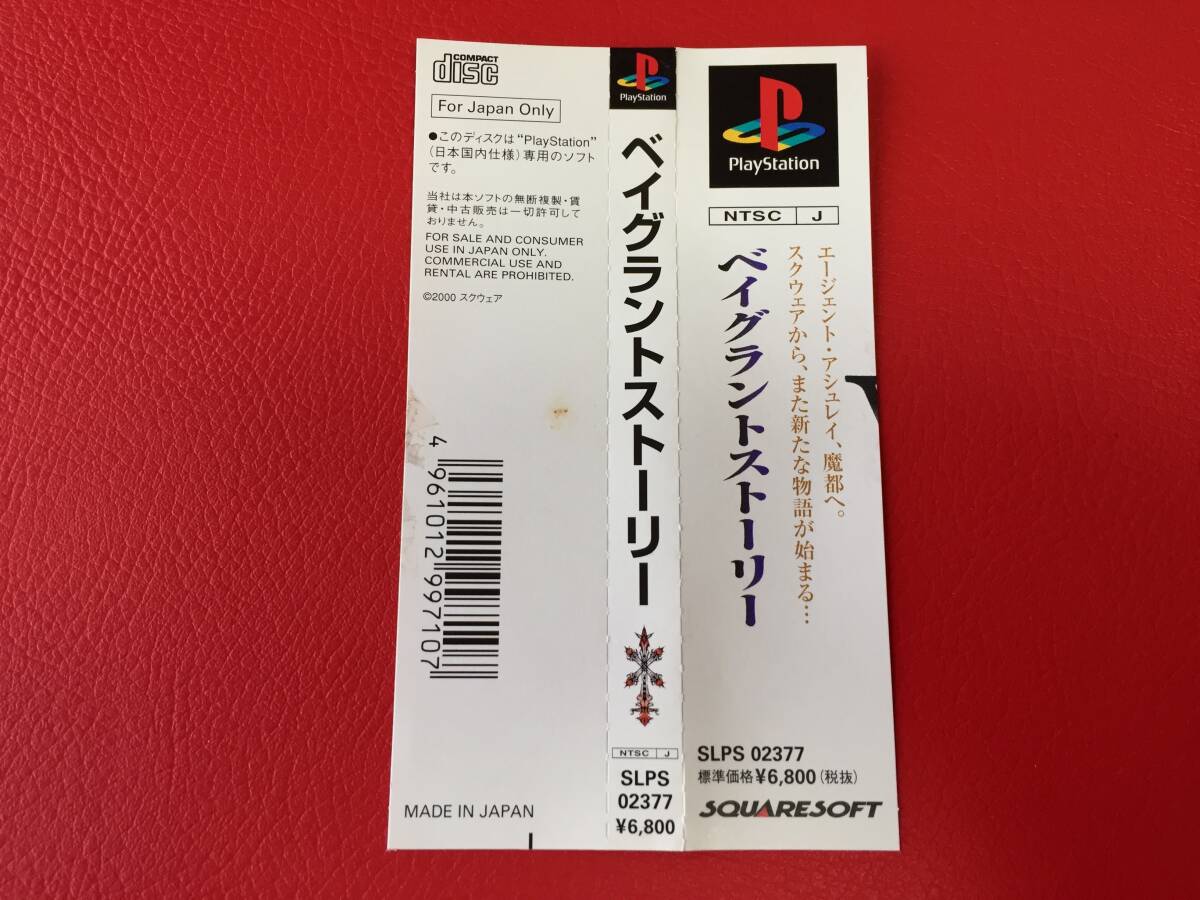 COMPACT
disc
For Japan Only
●このディスクは“PlayStation”
(日本国内仕様)専用のソフト
です。
当社は本ソフトの無断複製・賃
貸・中古販売は一切許可して
おりません。
FOR SALE AND CONSUMER
USE IN JAPAN ONLY.
COMMERCIAL USE AND
RENTAL ARE PROHIBITED.
©2000 スクウェア
4961012997107
MADE IN JAPAN
PlayStation
ベイグラントストーリー
NTSC J
SLPS
02377
¥6,800
PlayStation
NTSC J
エージェント・アシュレイ、魔都へ。
スクウェアから、また新たな物語が始まる…
ベイグラントストーリー
SLPS 02377
標準価格¥6,800(税抜)
SQUARESOFT